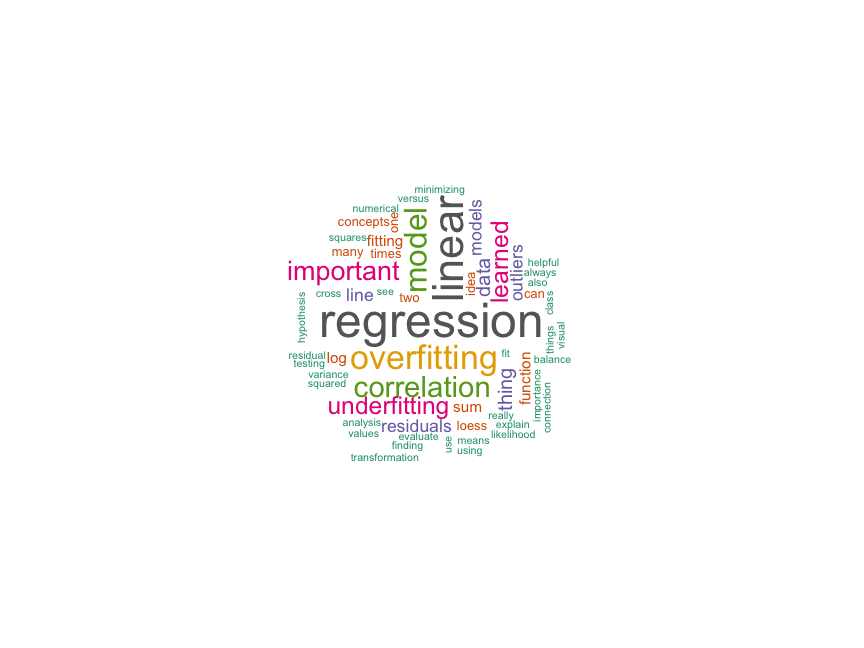 minimizing
versus
numerical
concepts
one
squares
fitting
many
times
important
model
linear
models
learned
data
outliers
idea
helpful
always
also
can
class
hypothesis
cross
line
see
two
regression
things
visual
residual
testing
log
overfitting
fit
balance
variance
squared
correlation
thing
function
importance
connection
underfitting
sum
really
explain
likelihood
analysis
values
residuals
loess
evaluate
finding
use
means
using
transformation